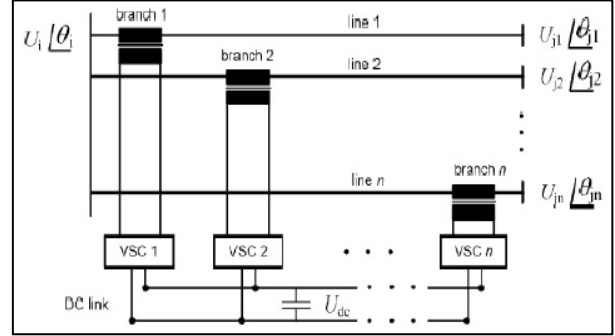 branch 1
line 1
U_i ∠θ_i
U_j1 ∠θ_j1
branch 2
line 2
U_j2 ∠θ_j2
branch n
line n
U_jn ∠θ_jn
VSC 1
VSC 2
VSC n
DC link
U_dc